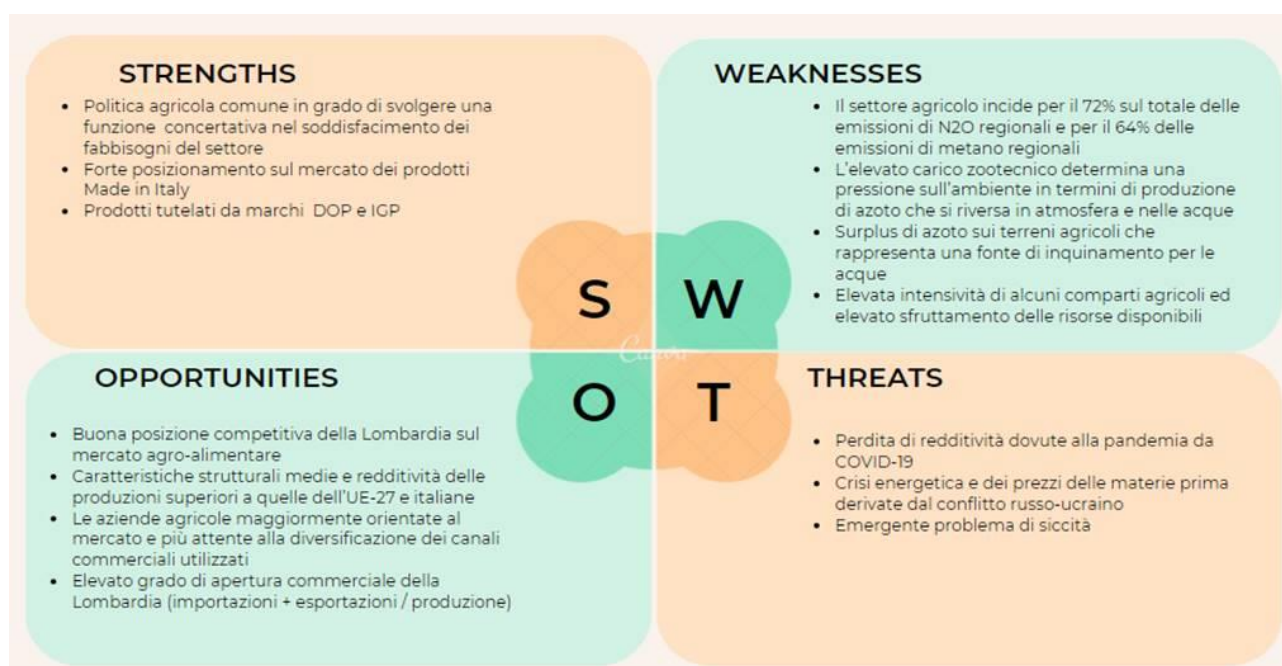 STRENGTHS
• Politica agricola comune in grado di svolgere una
funzione concertativa nel soddisfacimento dei
fabbisogni del settore
• Forte posizionamento sul mercato dei prodotti
Made in Italy
• Prodotti tutelati da marchi DOP e IGP
WEAKNESSES
• Il settore agricolo incide per il 72% sul totale delle
emissioni di N2O regionali e per il 64% delle
emissioni di metano regionali
• L'elevato carico zootecnico determina una
pressione sull'ambiente in termini di produzione
di azoto che si riversa in atmosfera e nelle acque
• Surplus di azoto sui terreni agricoli che
rappresenta una fonte di inquinamento per le
acque
• Elevata intensività di alcuni comparti agricoli ed
elevato sfruttamento delle risorse disponibili
S W
Canva
O T
OPPORTUNITIES
• Buona posizione competitiva della Lombardia sul
mercato agro-alimentare
• Caratteristiche strutturali medie e redditività delle
produzioni superiori a quelle dell'UE-27 e italiane
• Le aziende agricole maggiormente orientate al
mercato e più attente alla diversificazione dei canali
commerciali utilizzati
• Elevato grado di apertura commerciale della
Lombardia (importazioni + esportazioni / produzione)
THREATS
• Perdita di redditività dovute alla pandemia da
COVID-19
• Crisi energetica e dei prezzi delle materie prima
derivate dal conflitto russo-ucraino
• Emergente problema di siccità